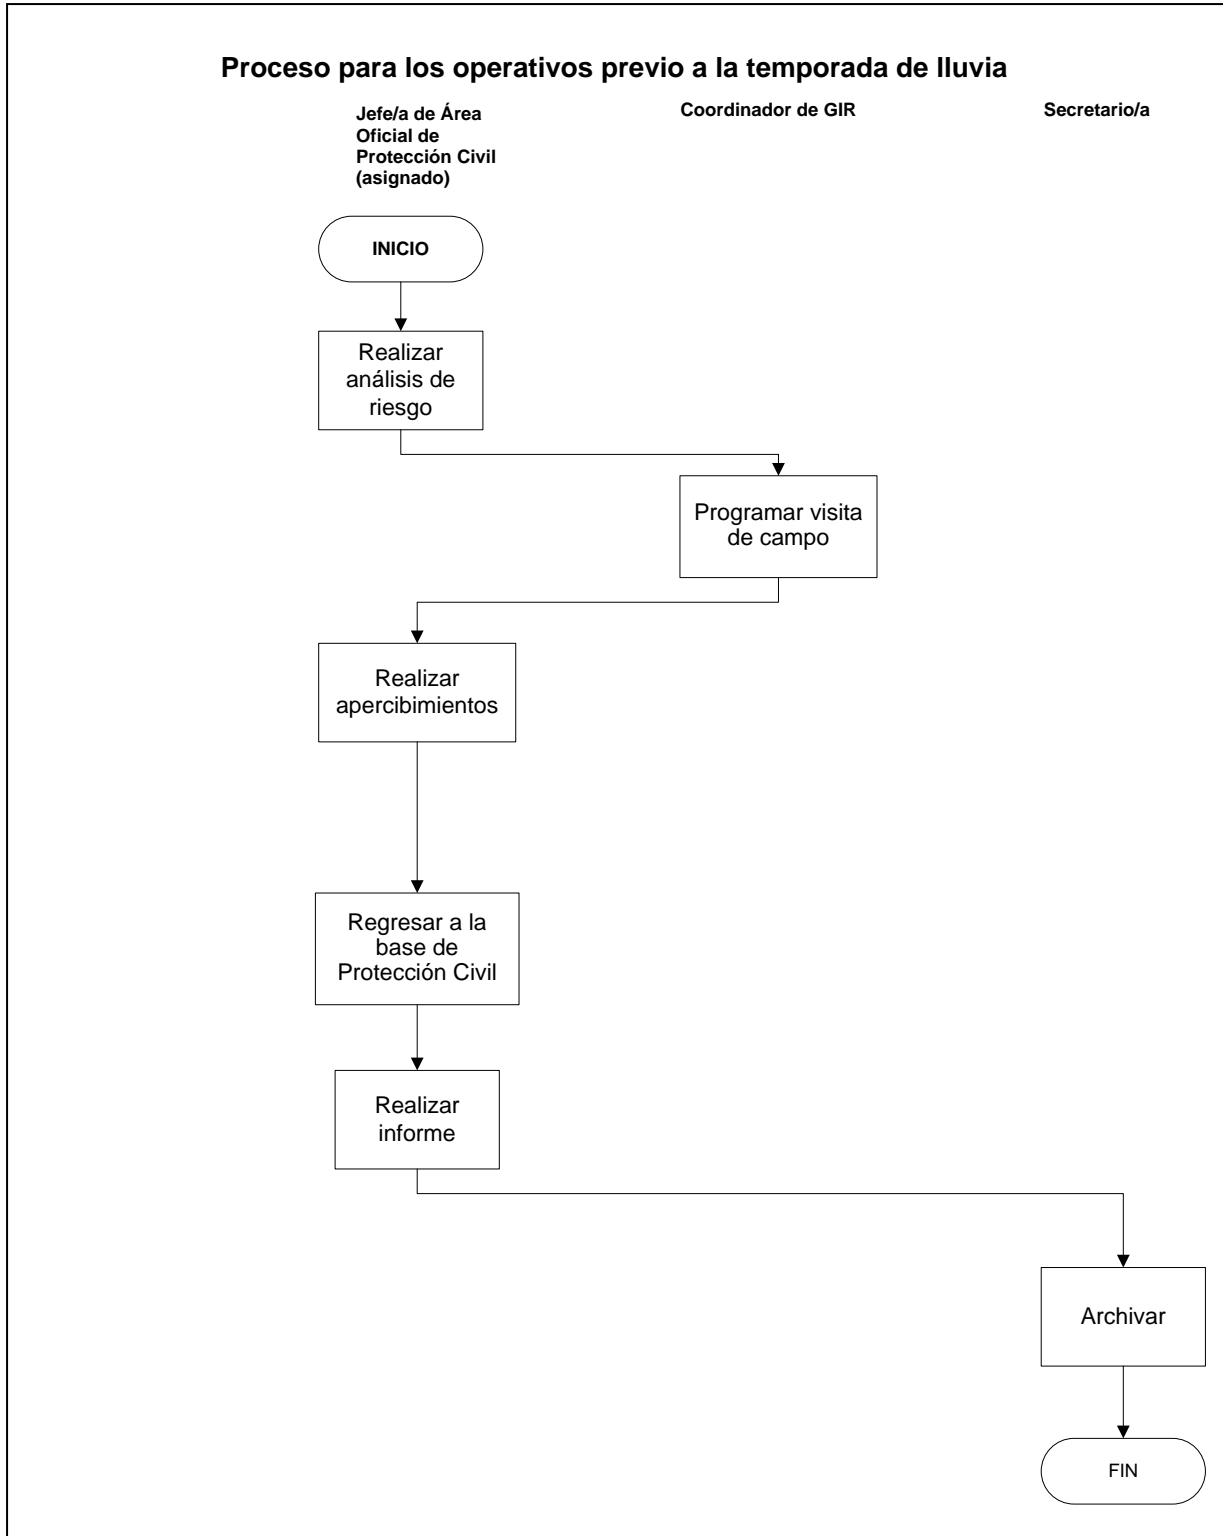 Proceso para los operativos previo a la temporada de lluvia
Jefe/a de Área
Oficial de
Protección Civil
(asignado)
Coordinador de GIR
Secretario/a
INICIO
Realizar
análisis de
riesgo
Programar visita
de campo
Realizar
apercibimientos
Regresar a la
base de
Protección Civil
Realizar
informe
Archivar
FIN